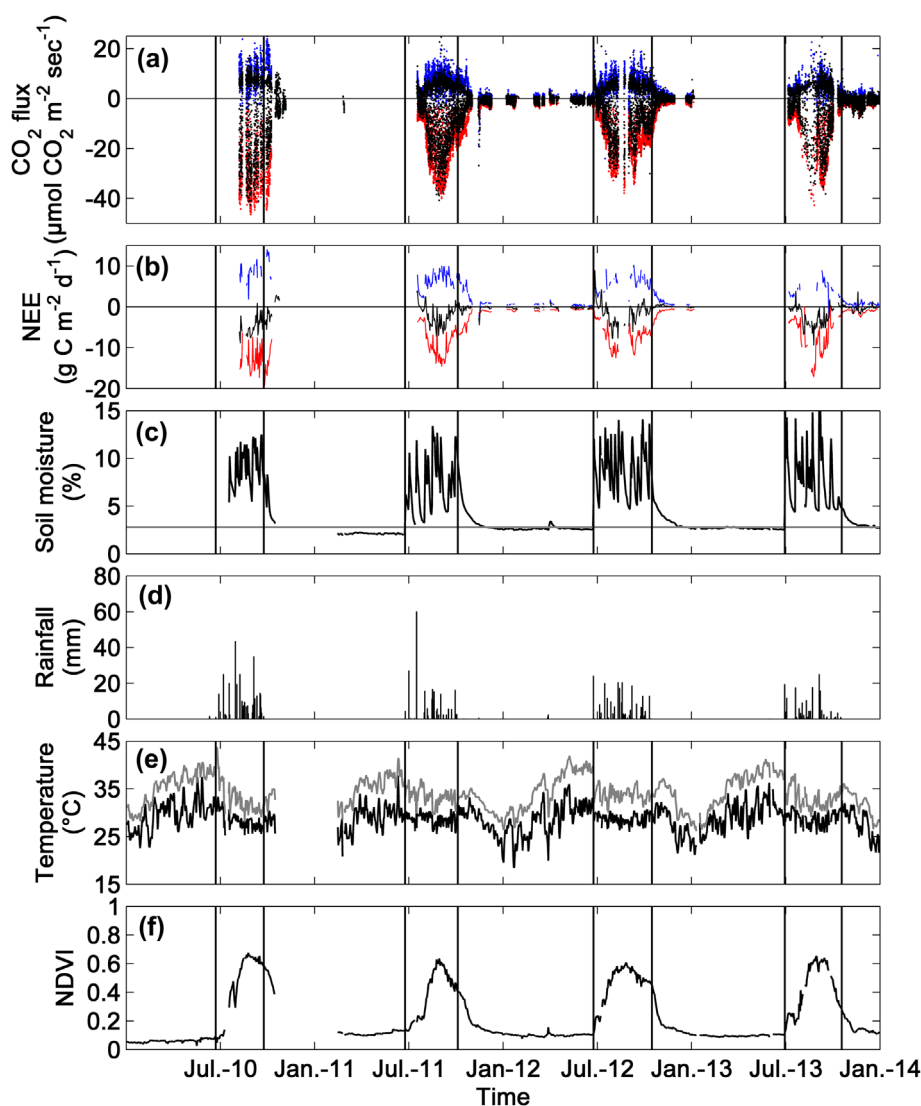 (a)
CO2 flux
(µmol CO2 m-2 sec-1)
20
0
-20
-40
(b)
NEE
(g C m-2 d-1)
10
0
-10
-20
(c)
Soil moisture
(%)
15
10
5
0
(d)
Rainfall
(mm)
80
60
40
20
0
(e)
Temperature
(°C)
45
35
25
15
(f)
NDVI
1
0.8
0.6
0.4
0.2
0
Jul.-10 Jan.-11 Jul.-11 Jan.-12 Jul.-12 Jan.-13 Jul.-13 Jan.-14
Time